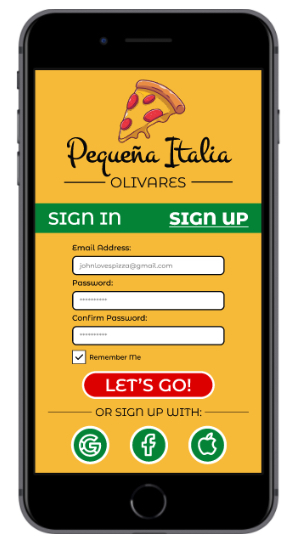 Pequeña Italia
OLIVARES
SIGN IN SIGN UP
Email Address:
johnlovespizza@gmail.com
Password:
**********
Confirm Password:
**********
Remember Me
LET'S GO!
OR SIGN UP WITH:
G f